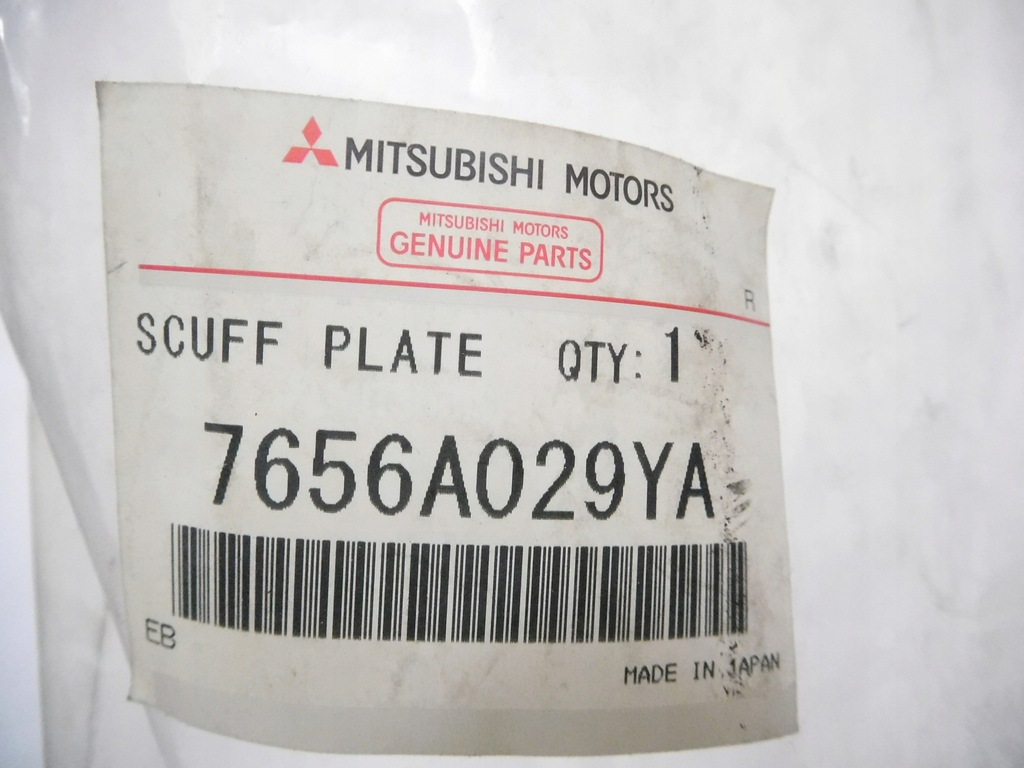 MITSUBISHI MOTORS
MITSUBISHI MOTORS
GENUINE PARTS
R
SCUFF PLATE QTY: 1
7656A029YA
EB
MADE IN JAPAN